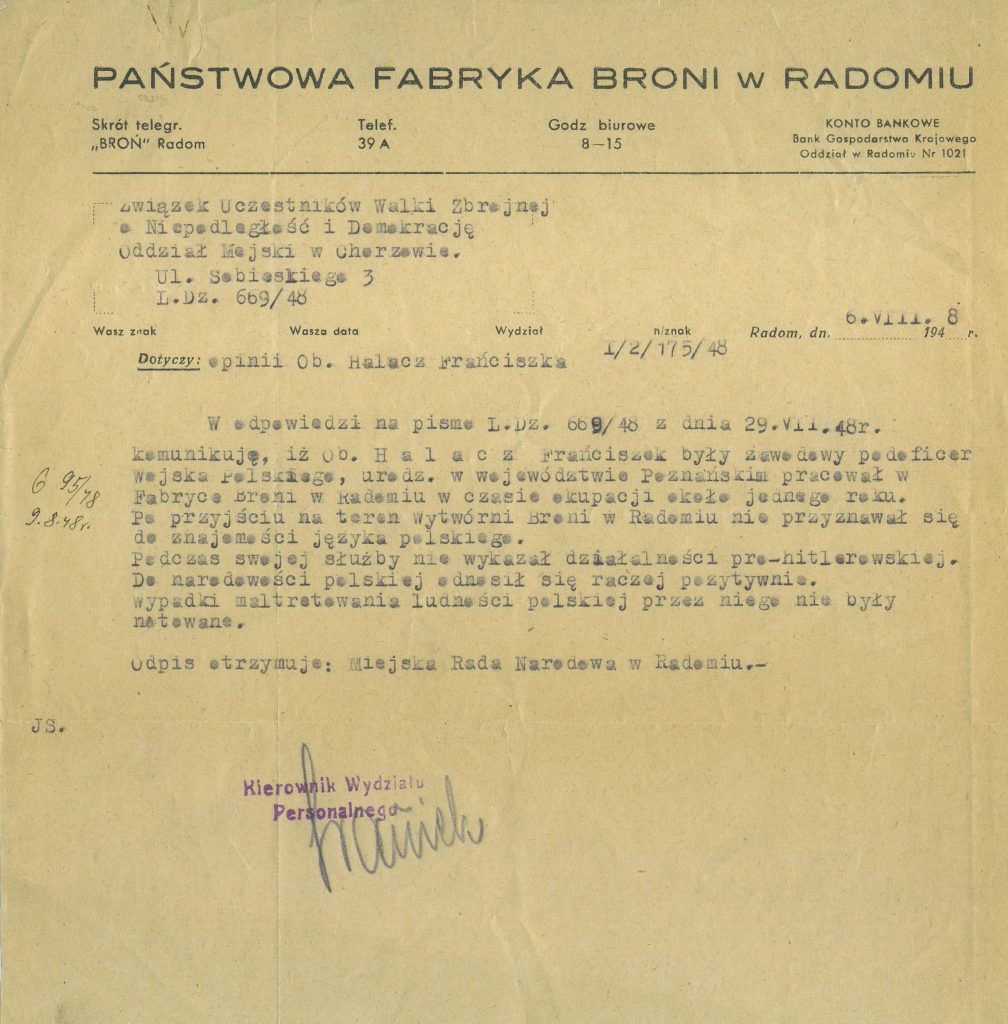 PAŃSTWOWA FABRYKA BRONI w RADOMIU
Skrót telegr.
„BROŃ" Radom
Telef.
39 A
Godz biurowe
8—15
KONTO BANKOWE
Bank Gospodarstwa Krajowego
Oddział w Radomiu Nr 1021
Związek Uczestników Walki Zbrojnej
o Niepodległość i Demokrację
Oddział Mejski w Chorzowie.
Ul. Sobieskiego 3
L.Dz. 669/48
Wasz znak Wasza data Wydział n/znak Radom, dn. 6.VIII. 194 8 r.
1/2/175/48
Dotyczy: opinii Ob. Halacz Frańciszka
W odpowiedzi na pismo L.Dz. 669/48 z dnia 29.VII.48r.
komunikuję, iż Ob. H a l a c z Franciszek były zawodowy podoficer
Wojska Polskiego, urodz. w województwie Poznańskim pracował w
Fabryce Broni w Radomiu w czasie okupacji około jednego roku.
Po przyjściu na teren Wytwórni Broni w Radomiu nie przyznawał się
do znajomości języka polskiego.
Podczas swojej służby nie wykazał działalności pro-hitlerowskiej.
Do narodowości polskiej odnosił się raczej pozytywnie.
Wypadki maltretowania ludności polskiej przez niego nie były
notowane.
6 95/48
9.8.48r.
Odpis otrzymuje: Miejska Rada Narodowa w Radomiu.-
JS.
Kierownik Wydziału
Personalnego